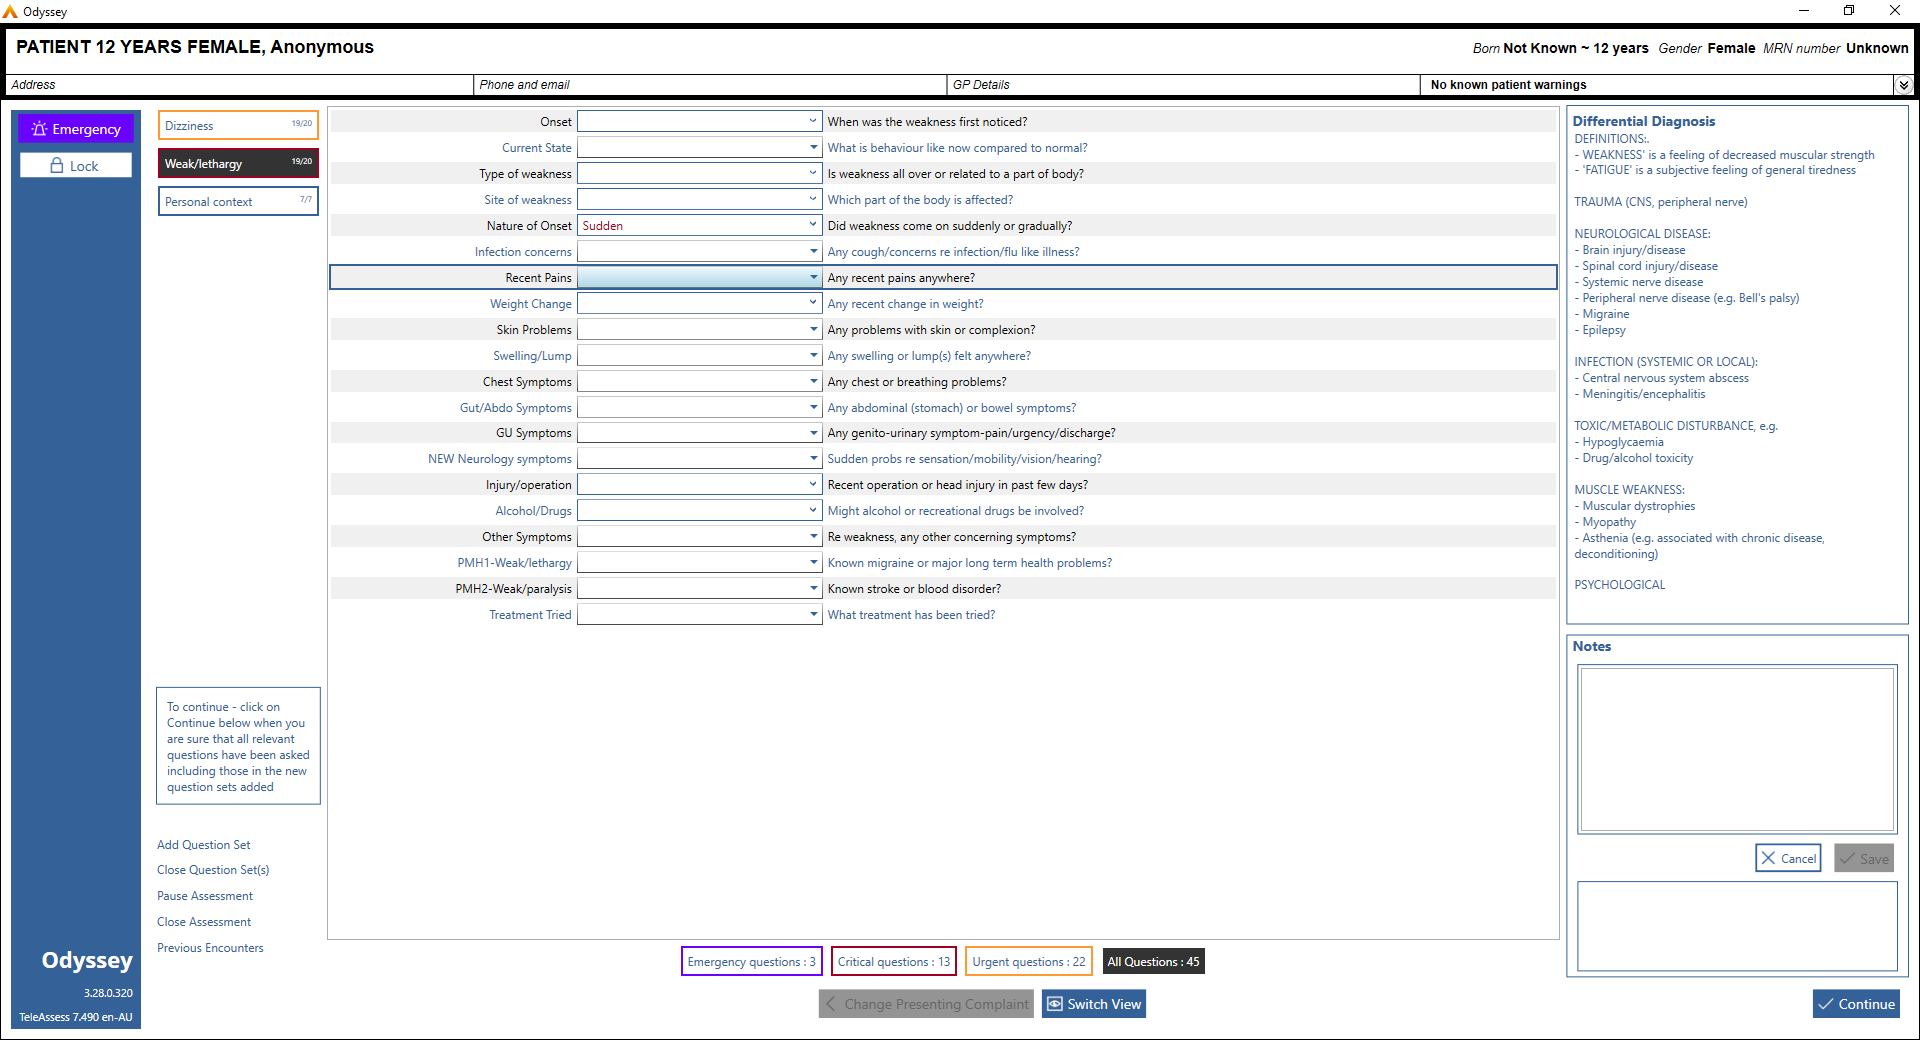 Odyssey
PATIENT 12 YEARS FEMALE, Anonymous
Born Not Known ~ 12 years Gender Female MRN number Unknown
Address
Phone and email
GP Details
No known patient warnings
Emergency
Lock
Dizziness 19/20
Weak/lethargy 19/20
Personal context 7/7
Onset When was the weakness first noticed?
Current State What is behaviour like now compared to normal?
Type of weakness Is weakness all over or related to a part of body?
Site of weakness Which part of the body is affected?
Nature of Onset Sudden Did weakness come on suddenly or gradually?
Infection concerns Any cough/concerns re infection/flu like illness?
Recent Pains Any recent pains anywhere?
Weight Change Any recent change in weight?
Skin Problems Any problems with skin or complexion?
Swelling/Lump Any swelling or lump(s) felt anywhere?
Chest Symptoms Any chest or breathing problems?
Gut/Abdo Symptoms Any abdominal (stomach) or bowel symptoms?
GU Symptoms Any genito-urinary symptom-pain/urgency/discharge?
NEW Neurology symptoms Sudden probs re sensation/mobility/vision/hearing?
Injury/operation Recent operation or head injury in past few days?
Alcohol/Drugs Might alcohol or recreational drugs be involved?
Other Symptoms Re weakness, any other concerning symptoms?
PMH1-Weak/lethargy Known migraine or major long term health problems?
PMH2-Weak/paralysis Known stroke or blood disorder?
Treatment Tried What treatment has been tried?
Differential Diagnosis
DEFINITIONS:.
- WEAKNESS' is a feeling of decreased muscular strength
- 'FATIGUE' is a subjective feeling of general tiredness
TRAUMA (CNS, peripheral nerve)
NEUROLOGICAL DISEASE:
- Brain injury/disease
- Spinal cord injury/disease
- Systemic nerve disease
- Peripheral nerve disease (e.g. Bell's palsy)
- Migraine
- Epilepsy
INFECTION (SYSTEMIC OR LOCAL):
- Central nervous system abscess
- Meningitis/encephalitis
TOXIC/METABOLIC DISTURBANCE, e.g.
- Hypoglycaemia
- Drug/alcohol toxicity
MUSCLE WEAKNESS:
- Muscular dystrophies
- Myopathy
- Asthenia (e.g. associated with chronic disease,
deconditioning)
PSYCHOLOGICAL
Notes
Cancel
Save
To continue - click on
Continue below when you
are sure that all relevant
questions have been asked
including those in the new
question sets added
Add Question Set
Close Question Set(s)
Pause Assessment
Close Assessment
Previous Encounters
Odyssey
3.28.0.320
TeleAssess 7.490 en-AU
Emergency questions : 3
Critical questions : 13
Urgent questions : 22
All Questions : 45
Change Presenting Complaint
Switch View
Continue